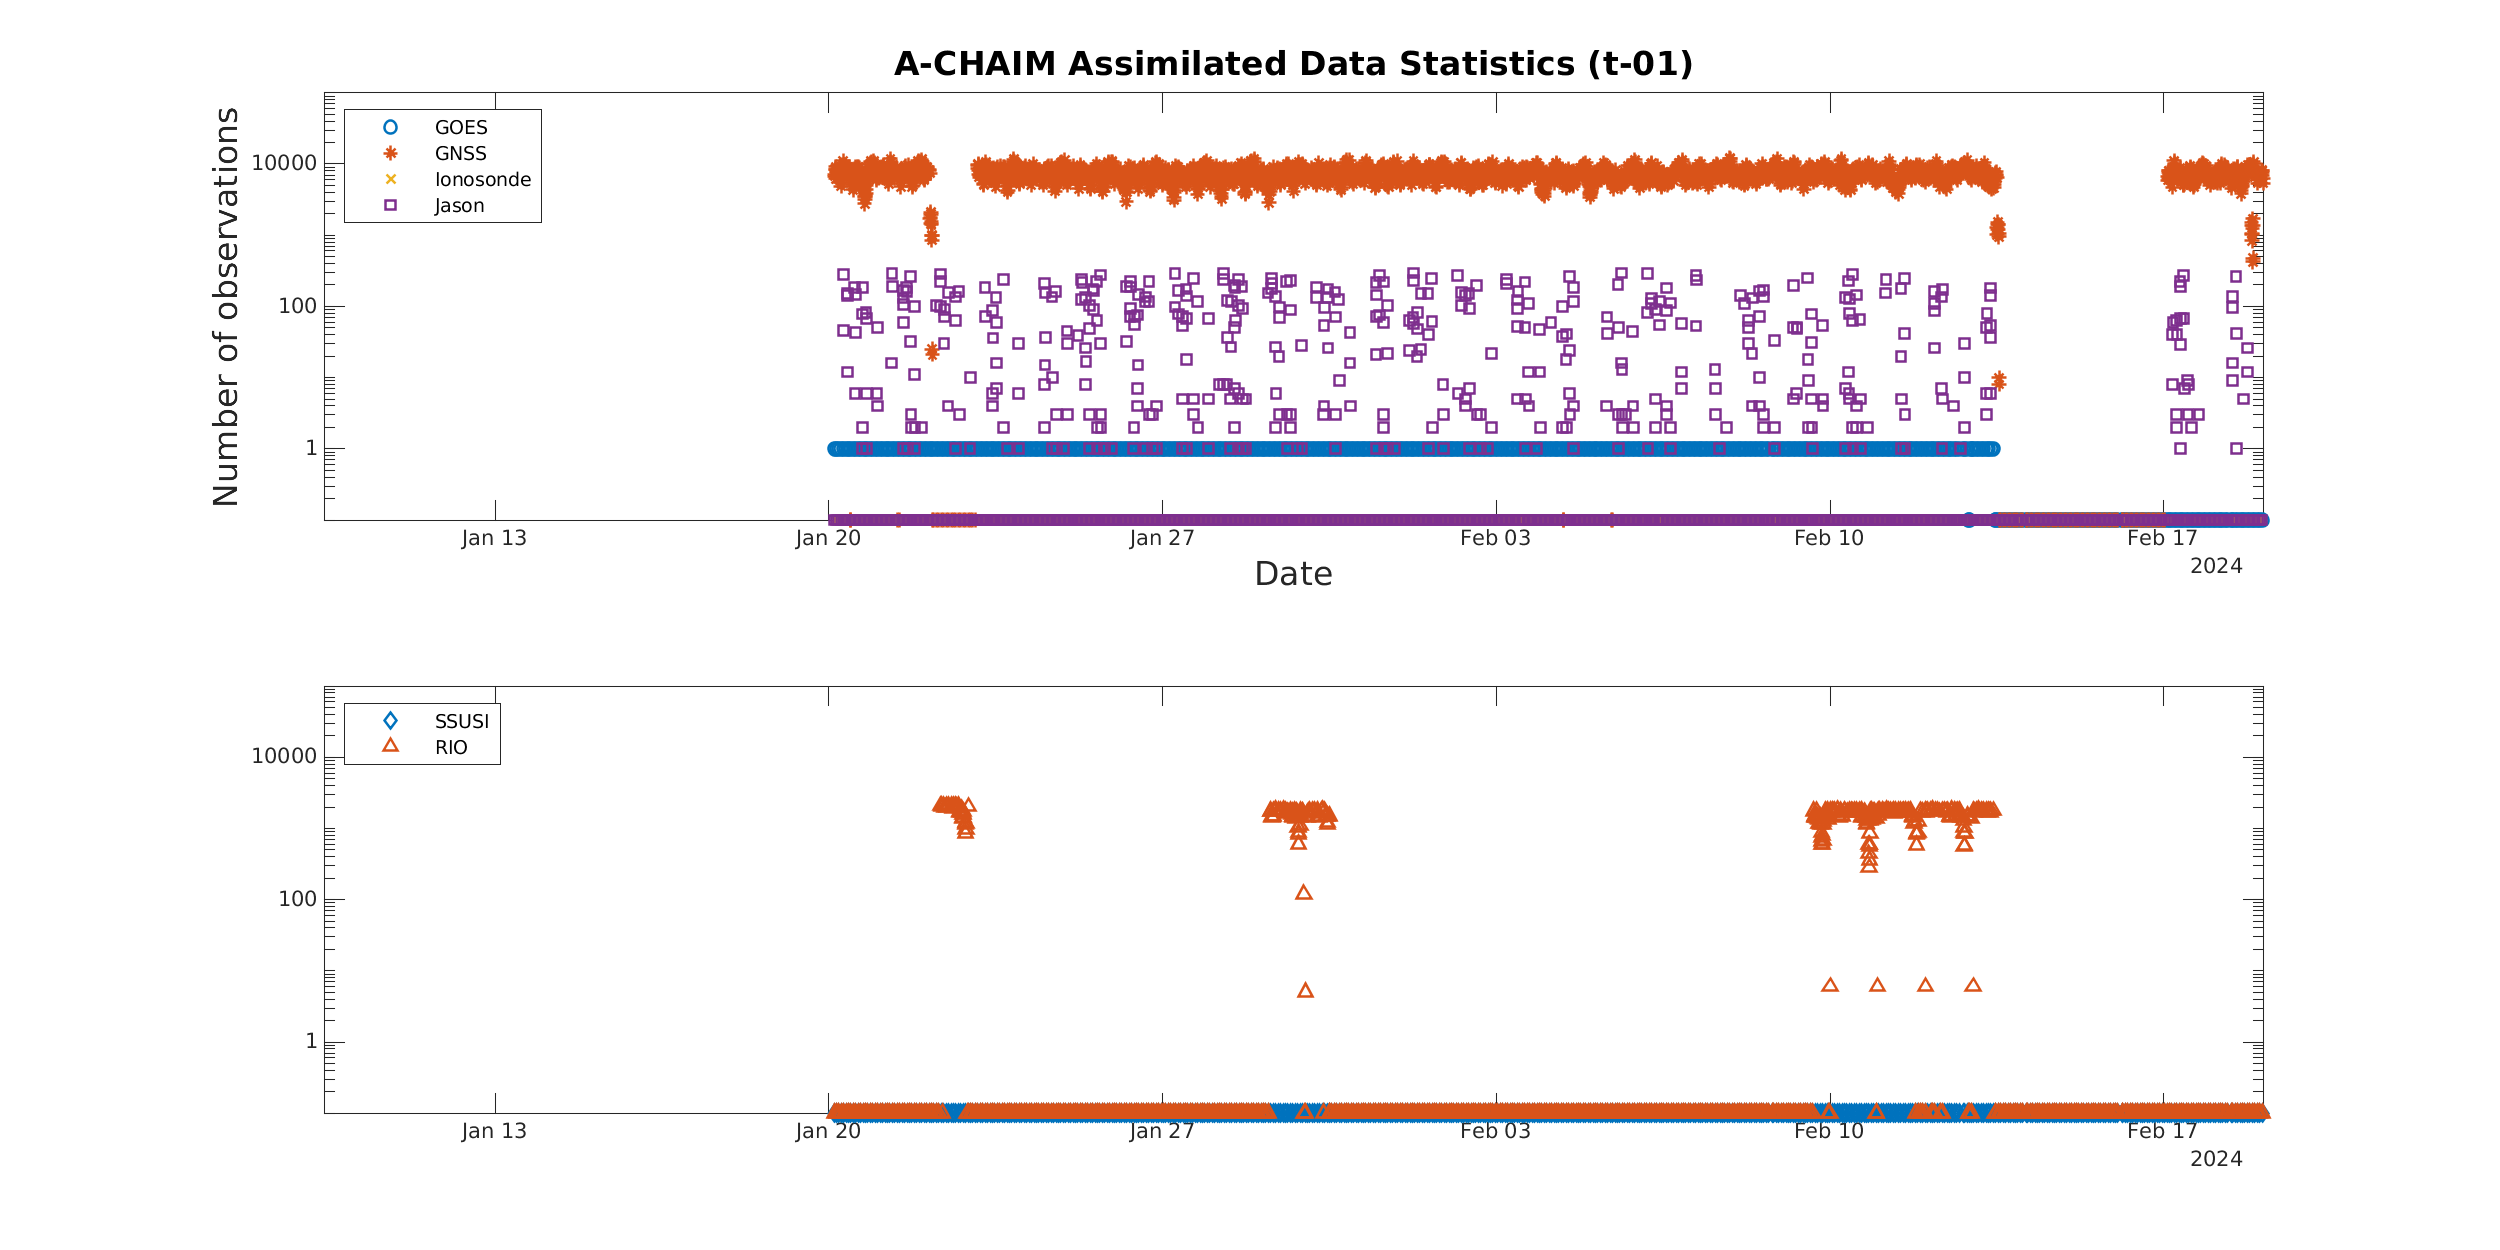 A-CHAIM Assimilated Data Statistics (t-01)
Number of observations
10000
100
1
GOES
GNSS
Ionosonde
Jason
Jan 13
Jan 20
Jan 27
Feb 03
Feb 10
Feb 17
2024
Date
10000
100
1
SSUSI
RIO
Jan 13
Jan 20
Jan 27
Feb 03
Feb 10
Feb 17
2024